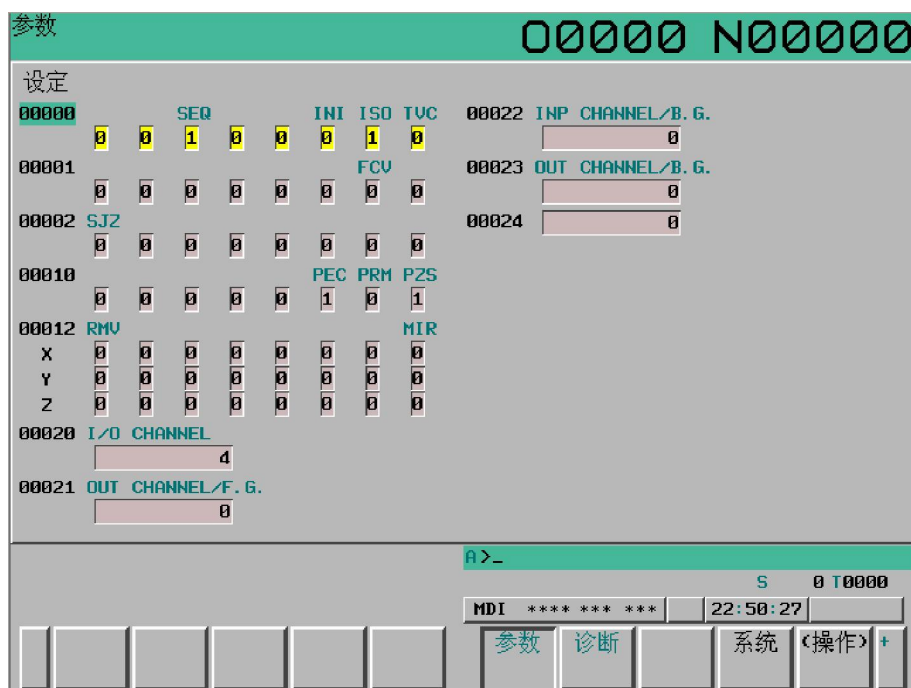 参数
O0000 N00000
设定
00000 SEQ INI ISO TVC
0 0 1 0 0 0 1 0
00001 FCV
0 0 0 0 0 0 0 0
00002 SJZ
0 0 0 0 0 0 0 0
00010 PEC PRM PZS
0 0 0 0 0 1 0 1
00012 RMV MIR
X 0 0 0 0 0 0 0 0
Y 0 0 0 0 0 0 0 0
Z 0 0 0 0 0 0 0 0
00020 I/O CHANNEL
4
00021 OUT CHANNEL/F.G.
0
00022 INP CHANNEL/B.G.
0
00023 OUT CHANNEL/B.G.
0
00024 0
A>_
S 0 T0000
MDI **** *** *** 22:50:27
参数 诊断 系统 (操作) +